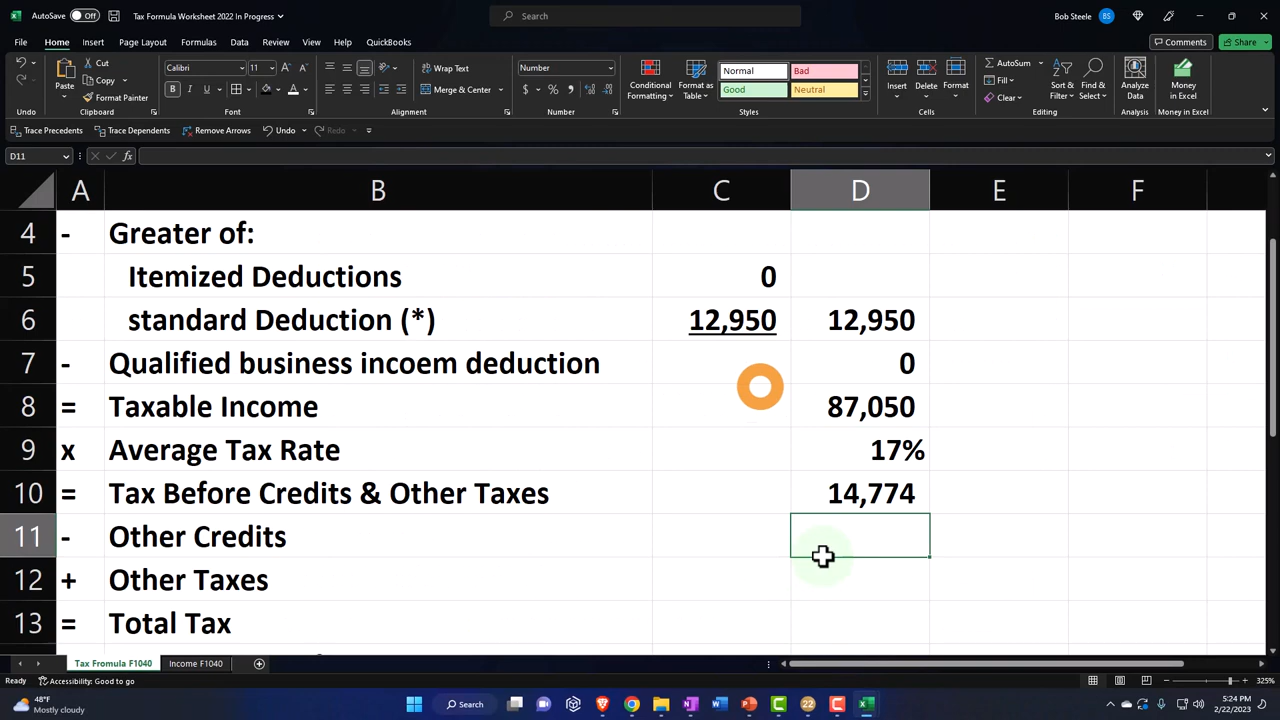 AutoSave Off Tax Formula Worksheet 2022 In Progress Search Bob Steele BS
File Home Insert Page Layout Formulas Data Review View Help QuickBooks Comments Share
Paste Cut Copy Format Painter
Calibri 11 B I U A
Wrap Text Merge & Center
Number $ % ,
Conditional Formatting Format as Table Normal Bad Good Neutral
Insert Delete Format
AutoSum Fill Clear Sort & Filter Find & Select
Analyze Data Money in Excel
Undo Clipboard Font Alignment Number Styles Cells Editing Analysis Money in Excel
Trace Precedents Trace Dependents Remove Arrows Undo Redo
D11 fx
A B C D E F
4 - Greater of:
5 Itemized Deductions 0
6 standard Deduction (*) 12,950 12,950
7 - Qualified business incoem deduction 0
8 = Taxable Income 87,050
9 x Average Tax Rate 17%
10 = Tax Before Credits & Other Taxes 14,774
11 - Other Credits
12 + Other Taxes
13 = Total Tax
Tax Fromula F1040 Income F1040
Ready Accessibility: Good to go 325%
48°F
Mostly cloudy
Search
22
5:24 PM
2/22/2023